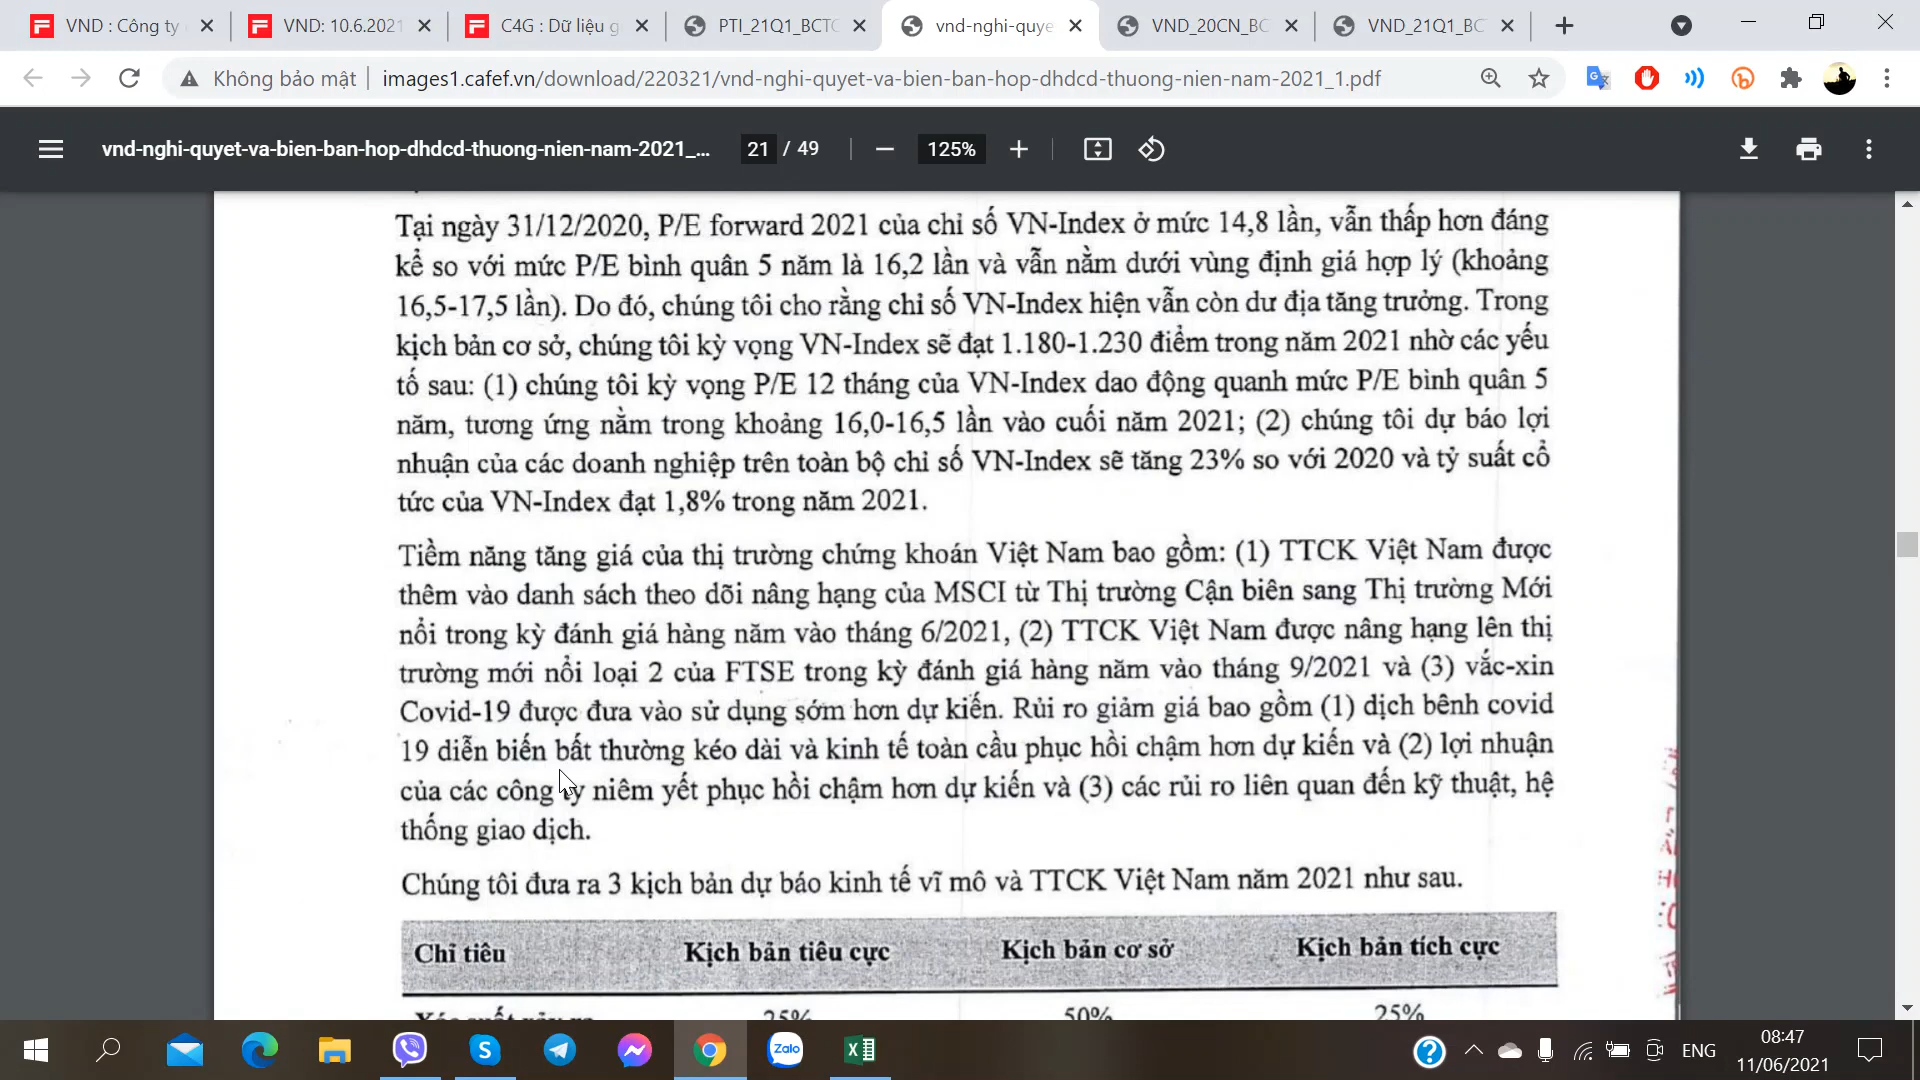 VND : Công ty
VND: 10.6.2021
C4G : Dữ liệu g
PTI_21Q1_BCTC
vnd-nghi-quye
VND_20CN_BC
VND_21Q1_BC
Không bảo mật
images1.cafef.vn/download/220321/vnd-nghi-quyet-va-bien-ban-hop-dhdcd-thuong-nien-nam-2021_1.pdf
vnd-nghi-quyet-va-bien-ban-hop-dhdcd-thuong-nien-nam-2021_...
21 / 49
125%
Tại ngày 31/12/2020, P/E forward 2021 của chỉ số VN-Index ở mức 14,8 lần, vẫn thấp hơn đáng
kể so với mức P/E bình quân 5 năm là 16,2 lần và vẫn nằm dưới vùng định giá hợp lý (khoảng
16,5-17,5 lần). Do đó, chúng tôi cho rằng chỉ số VN-Index hiện vẫn còn dư địa tăng trưởng. Trong
kịch bản cơ sở, chúng tôi kỳ vọng VN-Index sẽ đạt 1.180-1.230 điểm trong năm 2021 nhờ các yếu
tố sau: (1) chúng tôi kỳ vọng P/E 12 tháng của VN-Index dao động quanh mức P/E bình quân 5
năm, tương ứng nằm trong khoảng 16,0-16,5 lần vào cuối năm 2021; (2) chúng tôi dự báo lợi
nhuận của các doanh nghiệp trên toàn bộ chỉ số VN-Index sẽ tăng 23% so với 2020 và tỷ suất cổ
tức của VN-Index đạt 1,8% trong năm 2021.
Tiềm năng tăng giá của thị trường chứng khoán Việt Nam bao gồm: (1) TTCK Việt Nam được
thêm vào danh sách theo dõi nâng hạng của MSCI từ Thị trường Cận biên sang Thị trường Mới
nổi trong kỳ đánh giá hàng năm vào tháng 6/2021, (2) TTCK Việt Nam được nâng hạng lên thị
trường mới nổi loại 2 của FTSE trong kỳ đánh giá hàng năm vào tháng 9/2021 và (3) vắc-xin
Covid-19 được đưa vào sử dụng sớm hơn dự kiến. Rủi ro giảm giá bao gồm (1) dịch bênh covid
19 diễn biến bất thường kéo dài và kinh tế toàn cầu phục hồi chậm hơn dự kiến và (2) lợi nhuận
của các công ty niêm yết phục hồi chậm hơn dự kiến và (3) các rủi ro liên quan đến kỹ thuật, hệ
thống giao dịch.
Chúng tôi đưa ra 3 kịch bản dự báo kinh tế vĩ mô và TTCK Việt Nam năm 2021 như sau.
Chỉ tiêu Kịch bản tiêu cực Kịch bản cơ sở Kịch bản tích cực
Xác suất xảy ra 25% 50% 25%
Zalo
ENG
08:47
11/06/2021